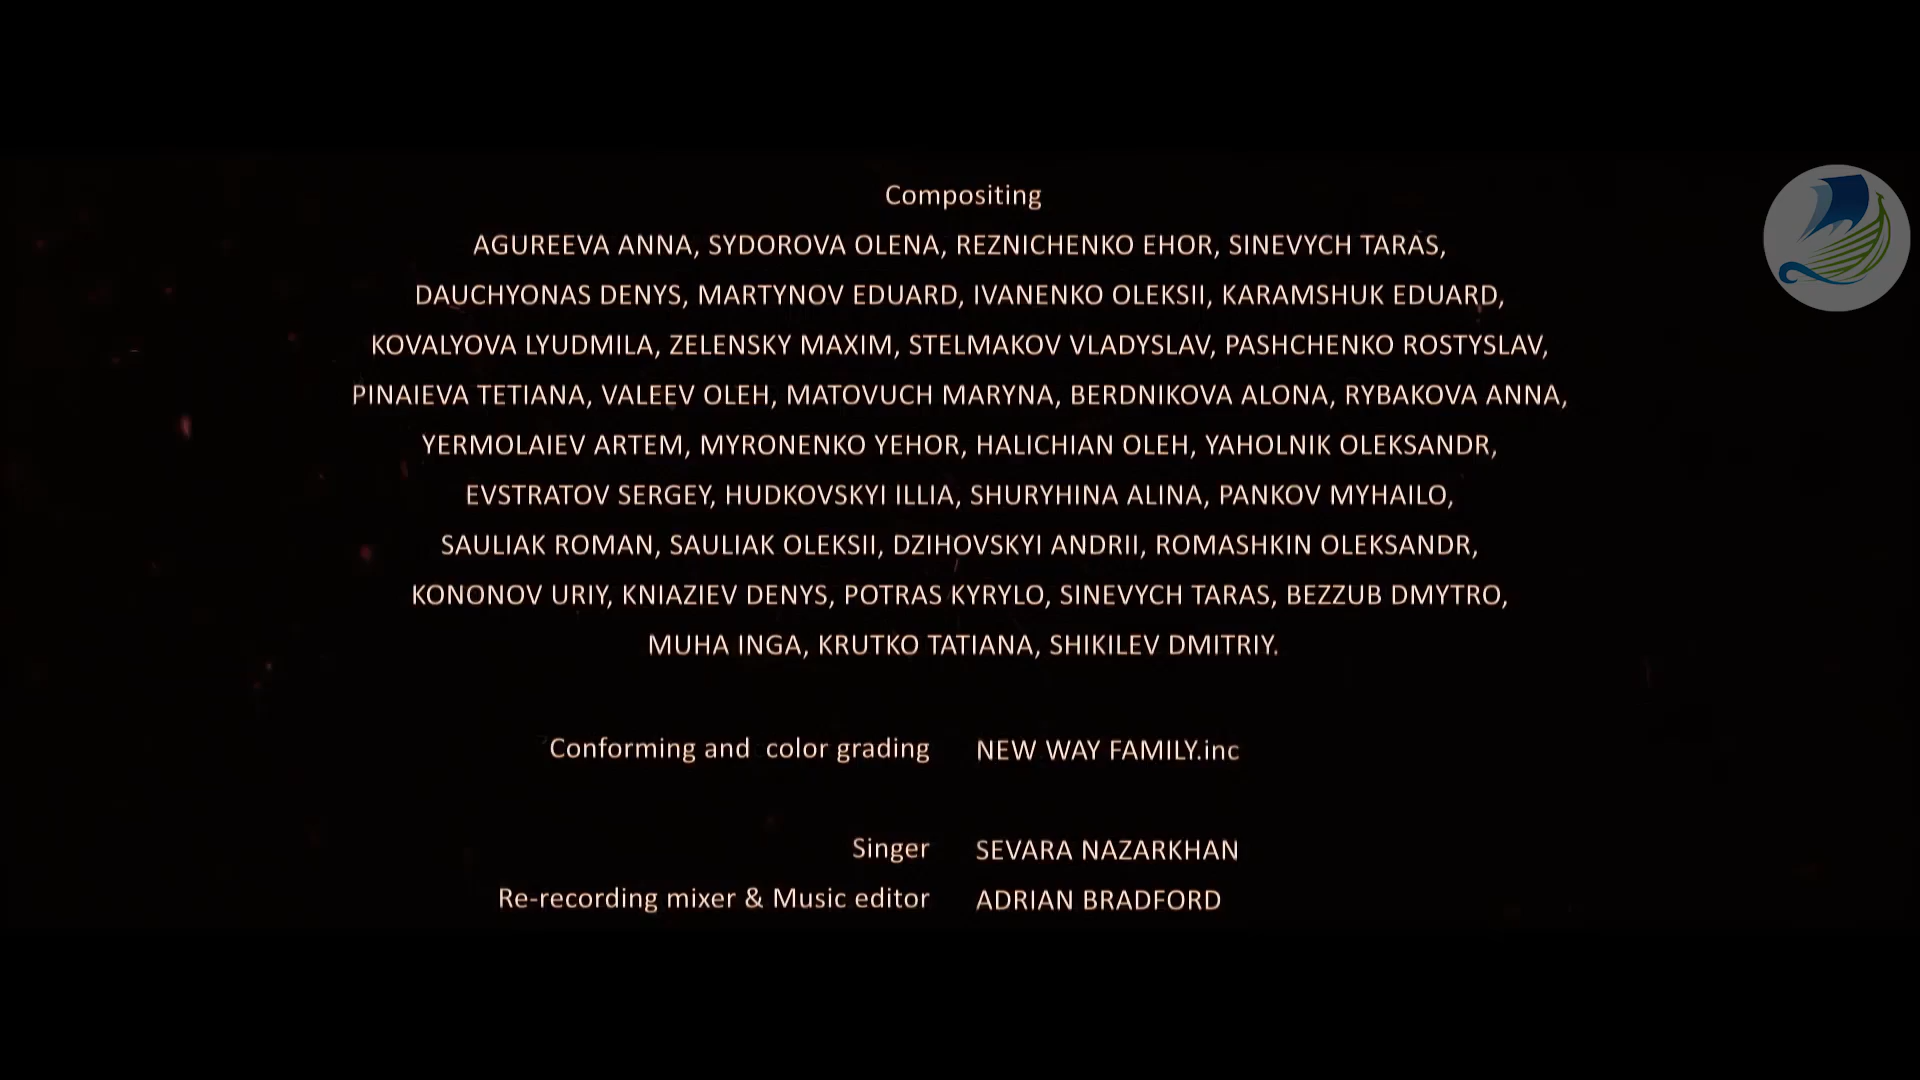 Compositing
AGUREEVA ANNA, SYDOROVA OLENA, REZNICHENKO EHOR, SINEVYCH TARAS,
DAUCHYONAS DENYS, MARTYNOV EDUARD, IVANENKO OLEKSII, KARAMSHUK EDUARD,
KOVALYOVA LYUDMILA, ZELENSKY MAXIM, STELMAKOV VLADYSLAV, PASHCHENKO ROSTYSLAV,
PINAIEVA TETIANA, VALEEV OLEH, MATOVUCH MARYNA, BERDNIKOVA ALONA, RYBAKOVA ANNA,
YERMOLAIEV ARTEM, MYRONENKO YEHOR, HALICHIAN OLEH, YAHOLNIK OLEKSANDR,
EVSTRATOV SERGEY, HUDKOVSKYI ILLIA, SHURYHINA ALINA, PANKOV MYHAILO,
SAULIAK ROMAN, SAULIAK OLEKSII, DZIHOVSKYI ANDRII, ROMASHKIN OLEKSANDR,
KONONOV URIY, KNIAZIEV DENYS, POTRAS KYRYLO, SINEVYCH TARAS, BEZZUB DMYTRO,
MUHA INGA, KRUTKO TATIANA, SHIKILEV DMITRIY.
Conforming and  color grading NEW WAY FAMILY.inc
Singer SEVARA NAZARKHAN
Re-recording mixer & Music editor ADRIAN BRADFORD